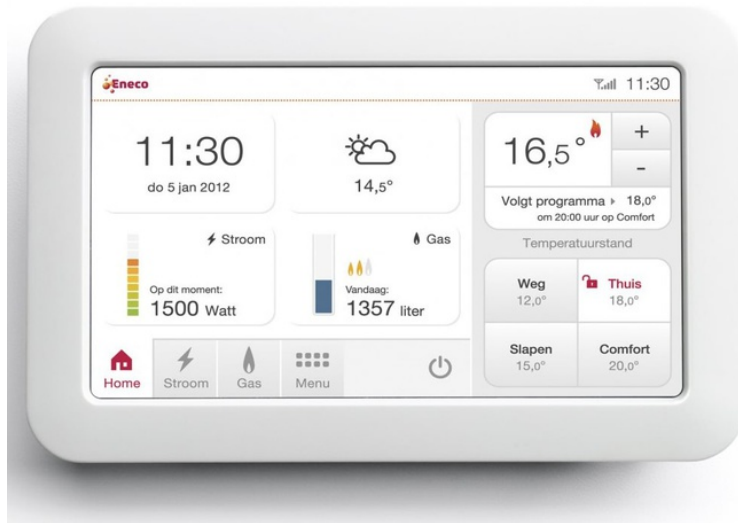 Eneco
11:30
11:30
do 5 jan 2012
14,5°
Stroom
Op dit moment:
1500 Watt
Gas
Vandaag:
1357 liter
16,5°
+
-
Volgt programma ▸ 18,0°
om 20:00 uur op Comfort
Temperatuurstand
Weg
12,0°
Thuis
18,0°
Slapen
15,0°
Comfort
20,0°
Home
Stroom
Gas
Menu